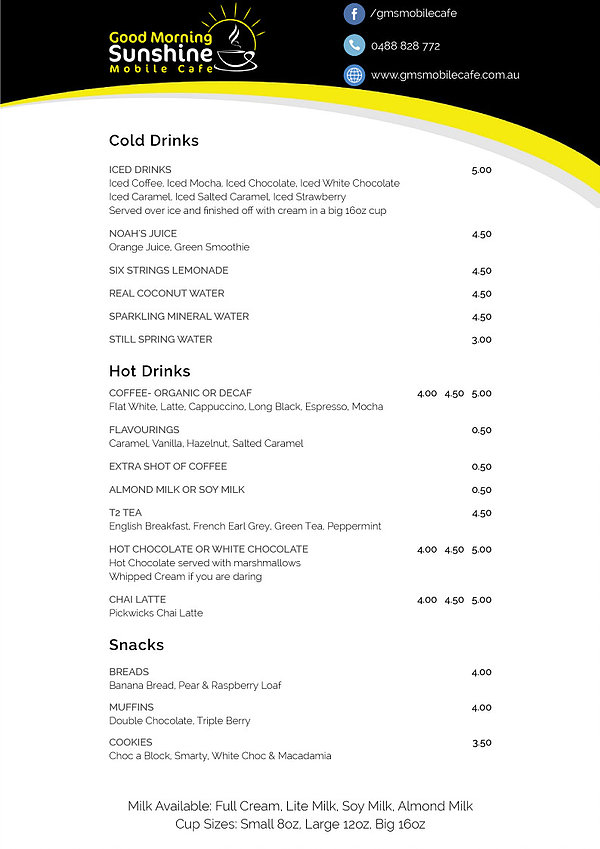 Good Morning
Sunshine
Mobile Cafe
/gmsmobilecafe
0488 828 772
www.gmsmobilecafe.com.au
Cold Drinks
ICED DRINKS 5.00
Iced Coffee, Iced Mocha, Iced Chocolate, Iced White Chocolate
Iced Caramel, Iced Salted Caramel, Iced Strawberry
Served over ice and finished off with cream in a big 16oz cup
NOAH'S JUICE 4.50
Orange Juice, Green Smoothie
SIX STRINGS LEMONADE 4.50
REAL COCONUT WATER 4.50
SPARKLING MINERAL WATER 4.50
STILL SPRING WATER 3.00
Hot Drinks
COFFEE- ORGANIC OR DECAF 4.00 4.50 5.00
Flat White, Latte, Cappuccino, Long Black, Espresso, Mocha
FLAVOURINGS 0.50
Caramel, Vanilla, Hazelnut, Salted Caramel
EXTRA SHOT OF COFFEE 0.50
ALMOND MILK OR SOY MILK 0.50
T2 TEA 4.50
English Breakfast, French Earl Grey, Green Tea, Peppermint
HOT CHOCOLATE OR WHITE CHOCOLATE 4.00 4.50 5.00
Hot Chocolate served with marshmallows
Whipped Cream if you are daring
CHAI LATTE 4.00 4.50 5.00
Pickwicks Chai Latte
Snacks
BREADS 4.00
Banana Bread, Pear & Raspberry Loaf
MUFFINS 4.00
Double Chocolate, Triple Berry
COOKIES 3.50
Choc a Block, Smarty, White Choc & Macadamia
Milk Available: Full Cream, Lite Milk, Soy Milk, Almond Milk
Cup Sizes: Small 8oz, Large 12oz, Big 16oz